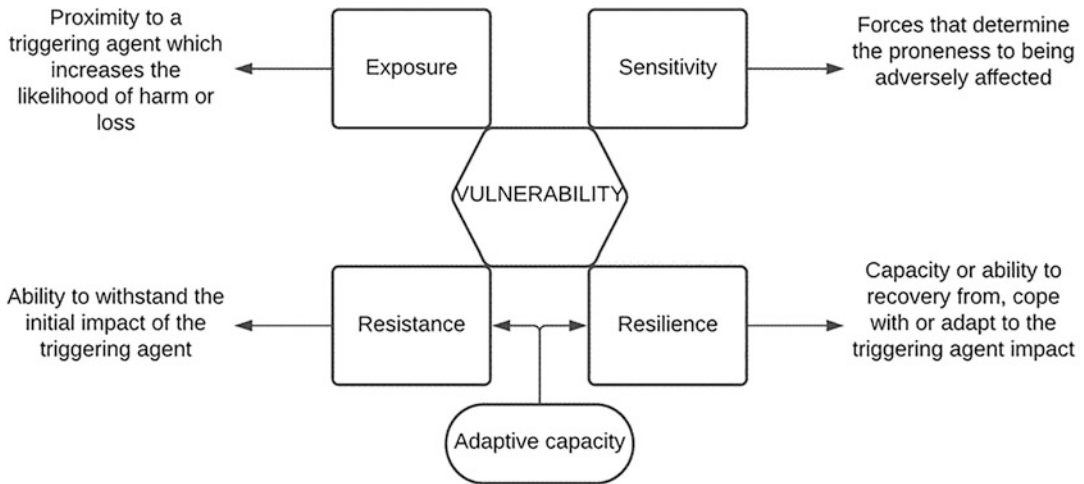 Proximity to a
triggering agent which
increases the
likelihood of harm or
loss
Exposure
Sensitivity
Forces that determine
the proneness to being
adversely affected
VULNERABILITY
Ability to withstand the
initial impact of the
triggering agent
Resistance
Resilience
Capacity or ability to
recovery from, cope
with or adapt to the
triggering agent impact
Adaptive capacity